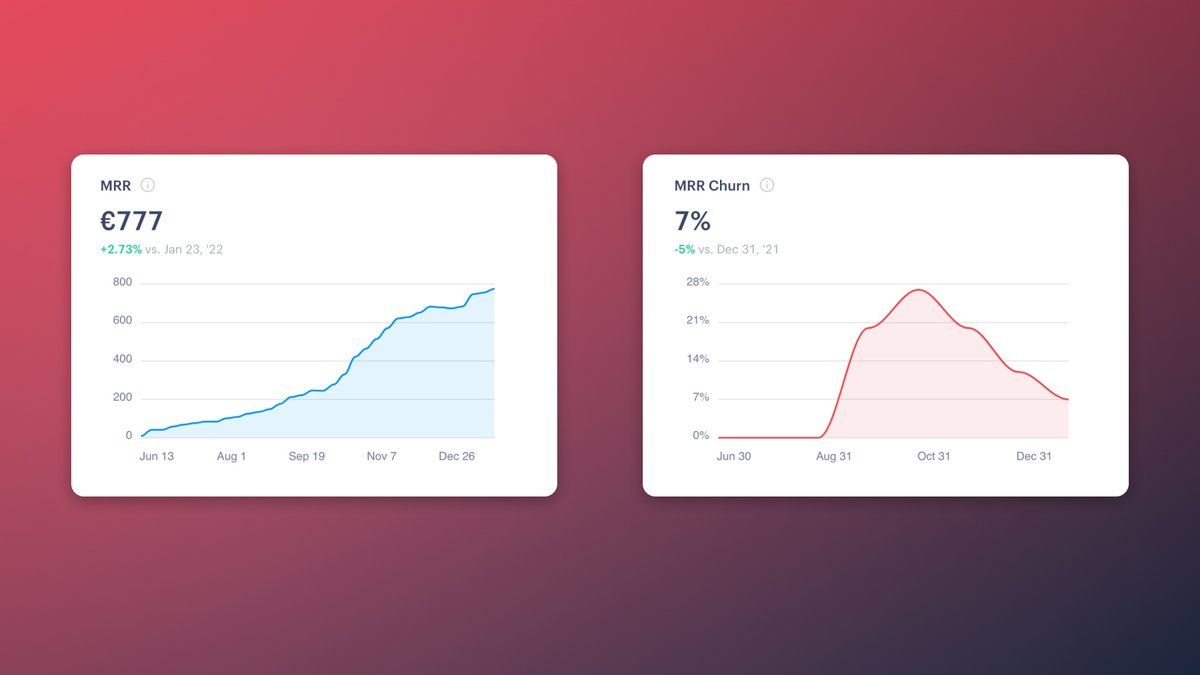 MRR
€777
+2.73% vs. Jan 23, '22
800
600
400
200
0
Jun 13 Aug 1 Sep 19 Nov 7 Dec 26
MRR Churn
7%
-5% vs. Dec 31, '21
28%
21%
14%
7%
0%
Jun 30 Aug 31 Oct 31 Dec 31